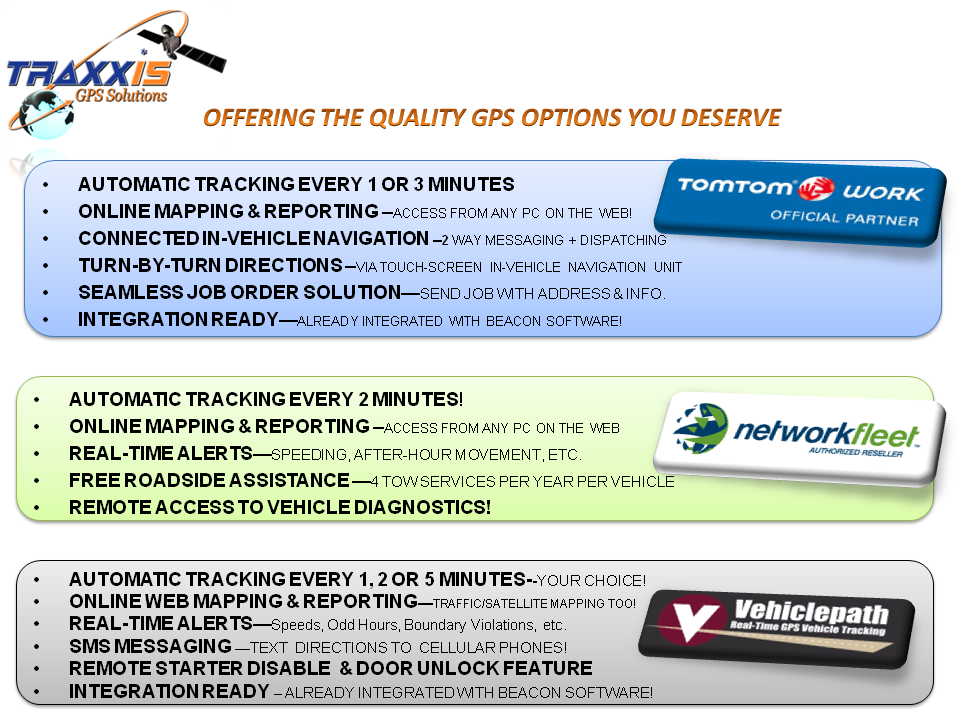 TRAXXIS
GPS Solutions
OFFERING THE QUALITY GPS OPTIONS YOU DESERVE
• AUTOMATIC TRACKING EVERY 1 OR 3 MINUTES
• ONLINE MAPPING & REPORTING –ACCESS FROM ANY PC ON THE WEB!
• CONNECTED IN-VEHICLE NAVIGATION –2 WAY MESSAGING + DISPATCHING
• TURN-BY-TURN DIRECTIONS –VIA TOUCH-SCREEN IN-VEHICLE NAVIGATION UNIT
• SEAMLESS JOB ORDER SOLUTION—SEND JOB WITH ADDRESS & INFO.
• INTEGRATION READY—ALREADY INTEGRATED WITH BEACON SOFTWARE!
TOMTOM WORK
OFFICIAL PARTNER
• AUTOMATIC TRACKING EVERY 2 MINUTES!
• ONLINE MAPPING & REPORTING –ACCESS FROM ANY PC ON THE WEB
• REAL-TIME ALERTS—SPEEDING, AFTER-HOUR MOVEMENT, ETC.
• FREE ROADSIDE ASSISTANCE —4 TOW SERVICES PER YEAR PER VEHICLE
• REMOTE ACCESS TO VEHICLE DIAGNOSTICS!
networkfleet™
AUTHORIZED RESELLER
• AUTOMATIC TRACKING EVERY 1, 2 OR 5 MINUTES--YOUR CHOICE!
• ONLINE WEB MAPPING & REPORTING—TRAFFIC/SATELLITE MAPPING TOO!
• REAL-TIME ALERTS—Speeds, Odd Hours, Boundary Violations, etc.
• SMS MESSAGING —TEXT DIRECTIONS TO CELLULAR PHONES!
• REMOTE STARTER DISABLE & DOOR UNLOCK FEATURE
• INTEGRATION READY – ALREADY INTEGRATED WITH BEACON SOFTWARE!
Vehiclepath
Real-Time GPS Vehicle Tracking